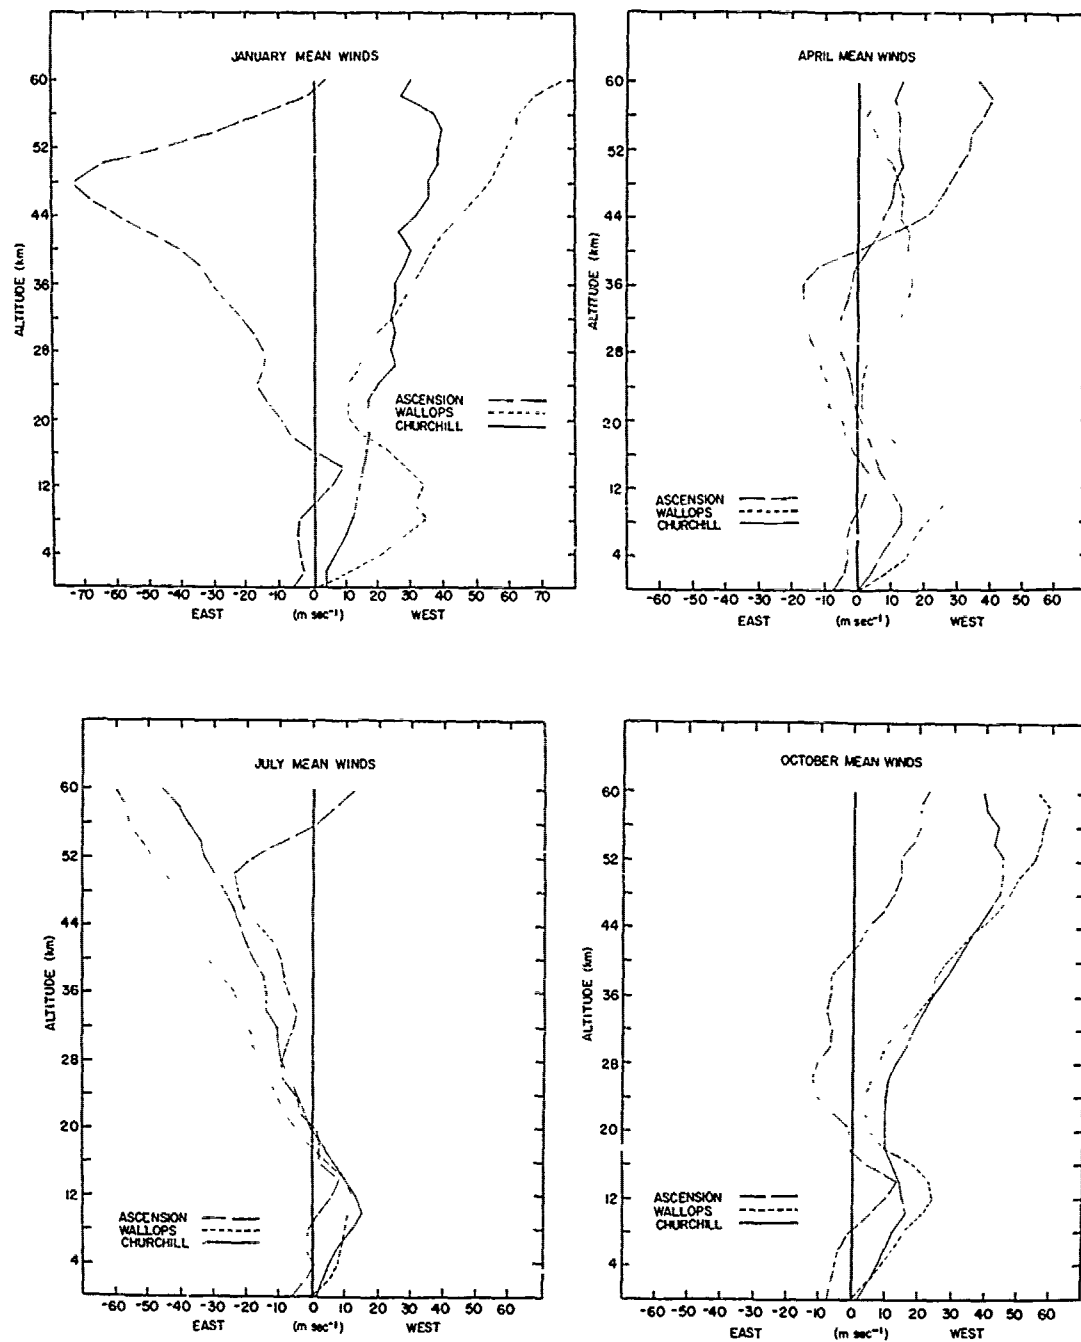 JANUARY MEAN WINDS
60
52
44
36
28
20
12
4
ALTITUDE (km)
ASCENSION
WALLOPS
CHURCHILL
-70 -60 -50 -40 -30 -20 -10 0 10 20 30 40 50 60 70
EAST (m sec⁻¹) WEST
APRIL MEAN WINDS
60
52
44
36
28
20
12
4
ALTITUDE (km)
ASCENSION
WALLOPS
CHURCHILL
-60 -50 -40 -30 -20 -10 0 10 20 30 40 50 60
EAST (m sec⁻¹) WEST
JULY MEAN WINDS
60
52
44
36
28
20
12
4
ALTITUDE (km)
ASCENSION
WALLOPS
CHURCHILL
-60 -50 -40 -30 -20 -10 0 10 20 30 40 50 60
EAST (m sec⁻¹) WEST
OCTOBER MEAN WINDS
60
52
44
36
28
20
12
4
ALTITUDE (km)
ASCENSION
WALLOPS
CHURCHILL
-60 -50 -40 -30 -20 -10 0 10 20 30 40 50 60
EAST (m sec⁻¹) WEST